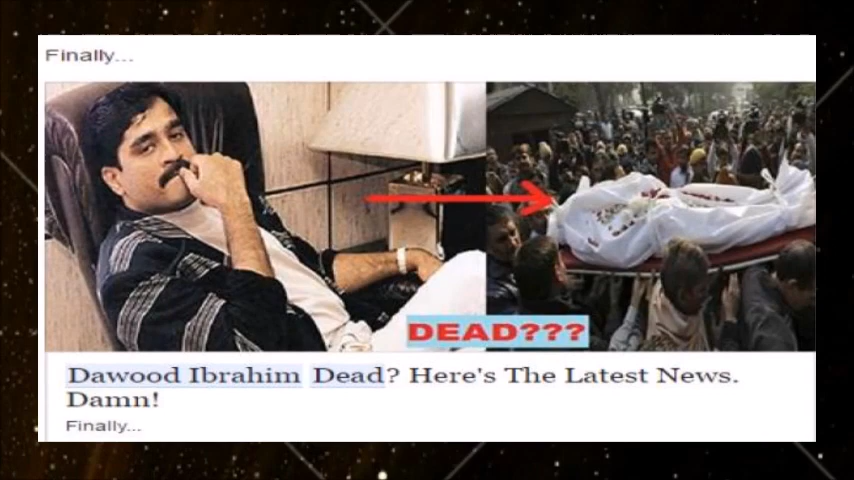 Finally...
DEAD???
Dawood Ibrahim Dead? Here's The Latest News.
Damn!
Finally...